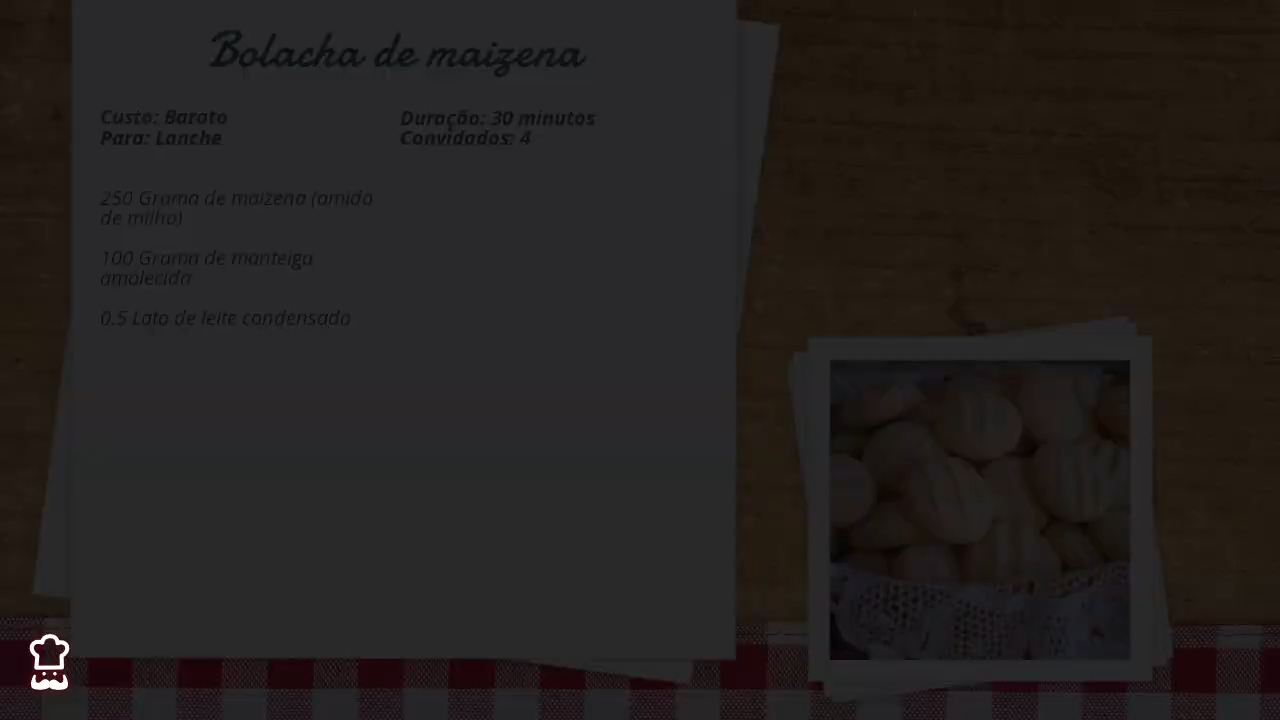 Bolacha de maizena
Custo: Barato
Para: Lanche
Duração: 30 minutos
Convidados: 4
250 Grama de maizena (amido
de milho)
100 Grama de manteiga
amolecida
0.5 Lata de leite condensado